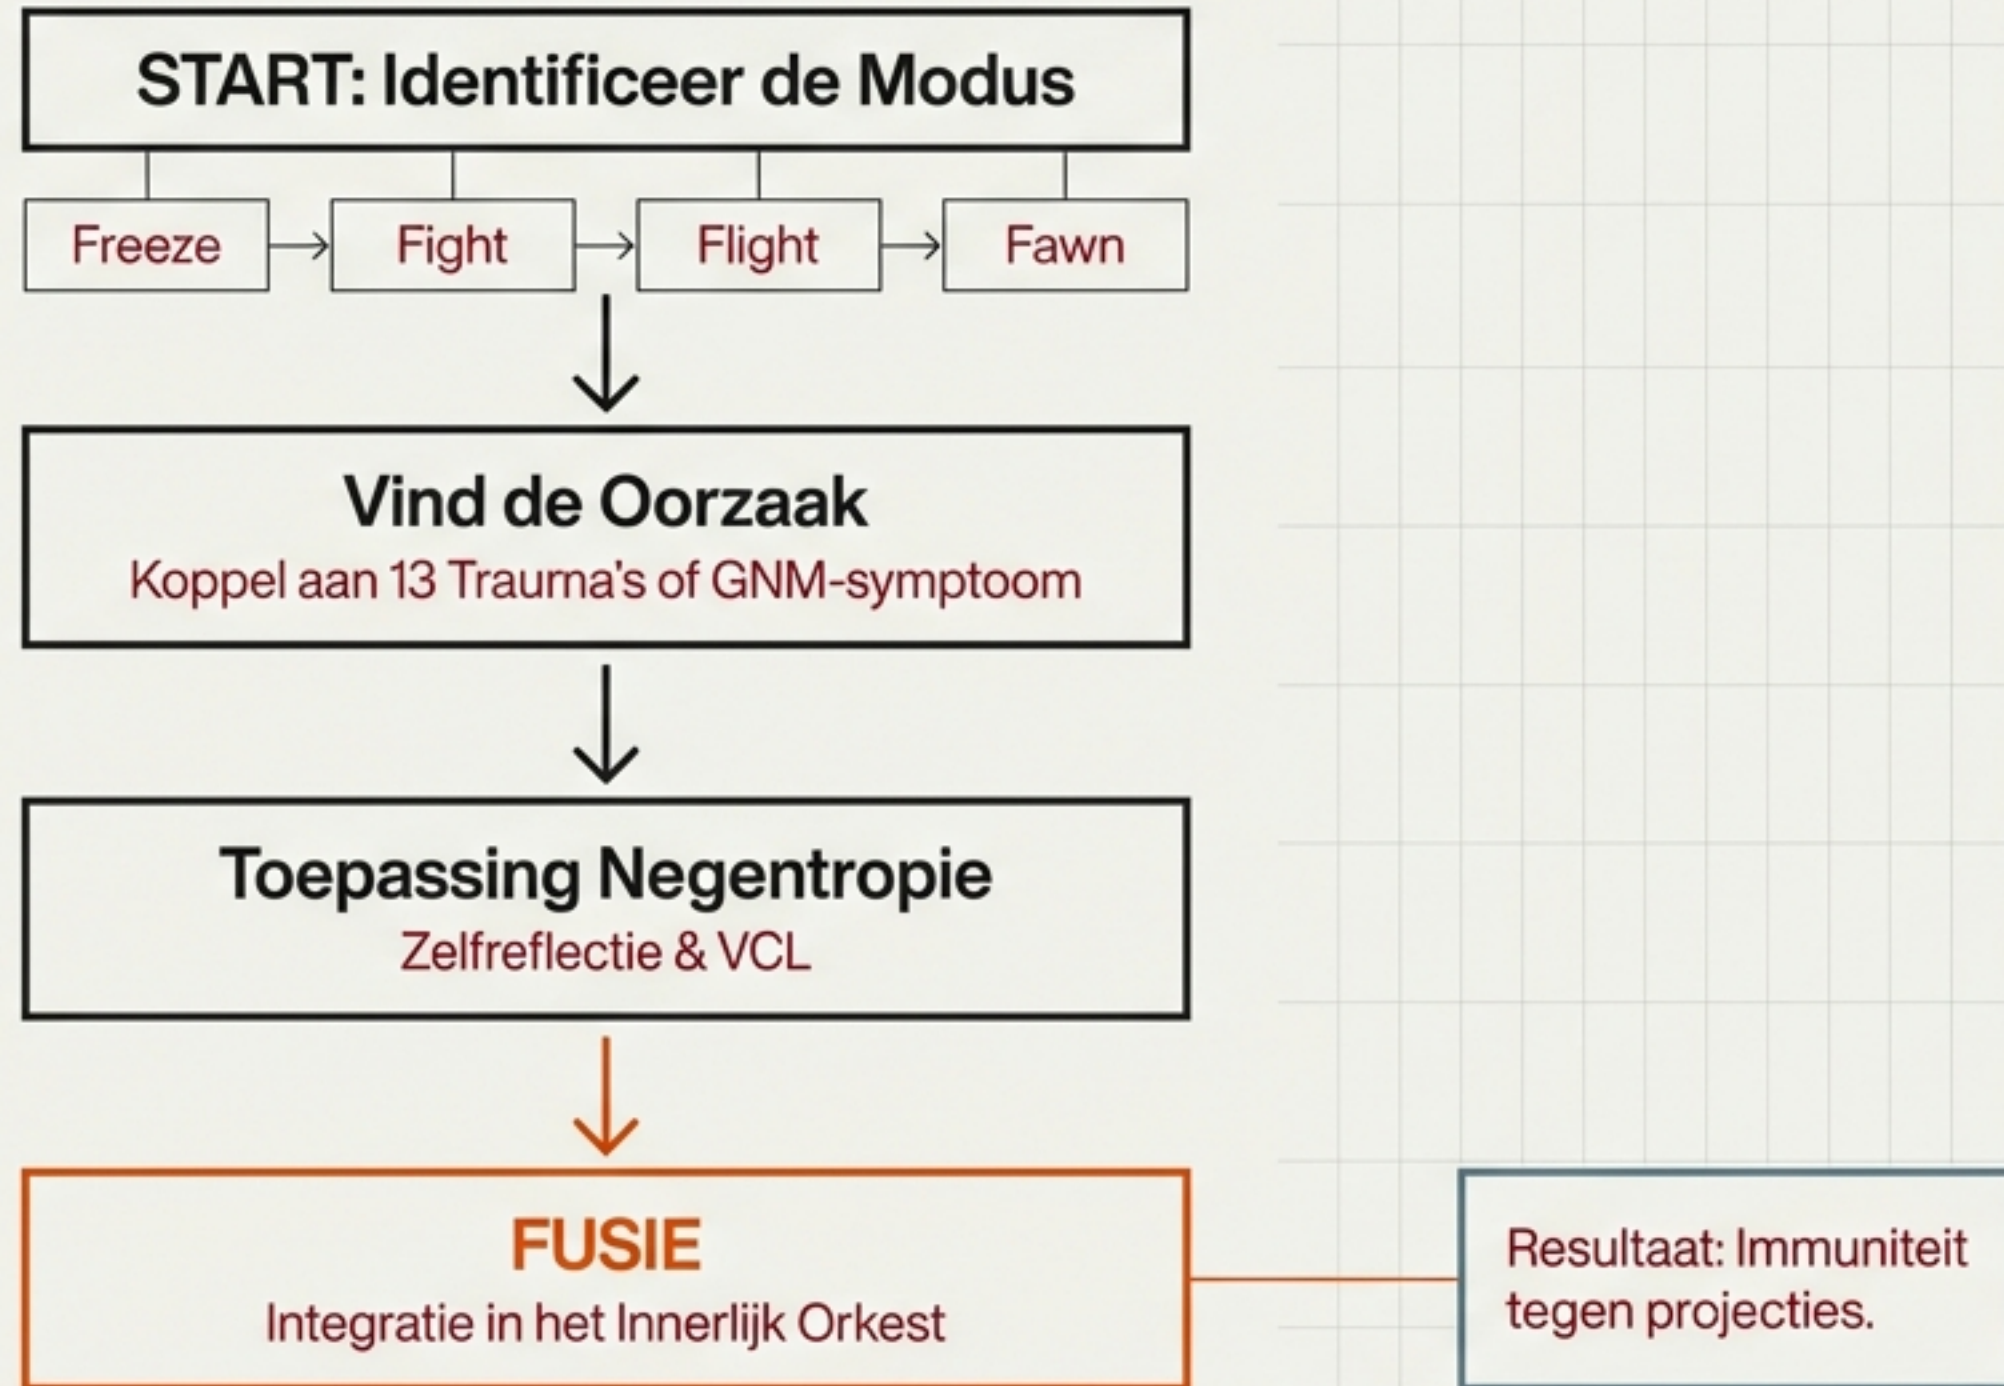 START: Identificeer de Modus
Freeze
Fight
Flight
Fawn
Vind de Oorzaak
Koppel aan 13 Trauma's of GNM-symptoom
Toepassing Negentropie
Zelfreflectie & VCL
FUSIE
Integratie in het Innerlijk Orkest
Resultaat: Immuniteit
tegen projecties.